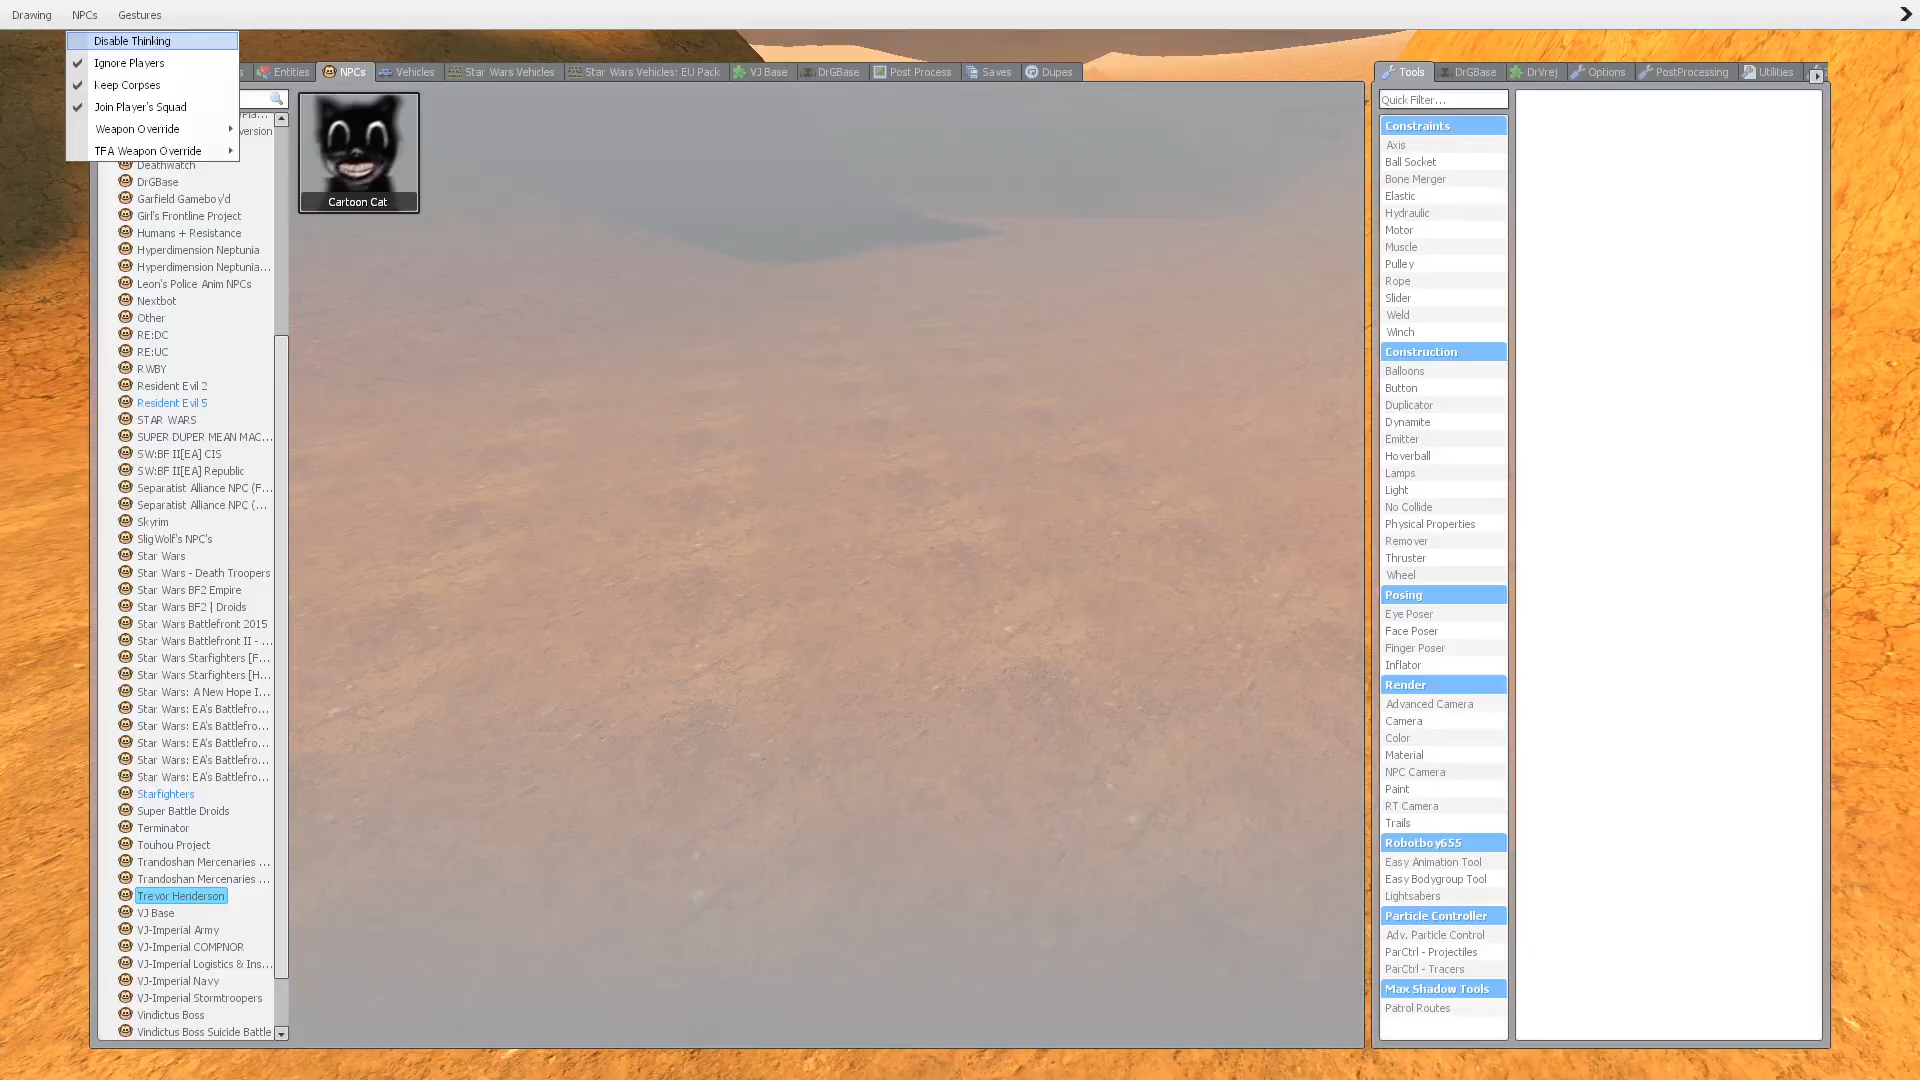 Drawing NPCs Gestures
Disable Thinking
Ignore Players
Keep Corpses
Join Player's Squad
Weapon Override
TFA Weapon Override
Entities NPCs Vehicles Star Wars Vehicles Star Wars Vehicles: EU Pack VJ Base DrGBase Post Process Saves Dupes
ersion
Deathwatch
DrGBase
Garfield Gameboy'd
Girl's Frontline Project
Humans + Resistance
Hyperdimension Neptunia
Hyperdimension Neptunia...
Leon's Police Anim NPCs
Nextbot
Other
RE:DC
RE:UC
RWBY
Resident Evil 2
Resident Evil 5
STAR WARS
SUPER DUPER MEAN MAC...
SW:BF II[EA] CIS
SW:BF II[EA] Republic
Separatist Alliance NPC (F...
Separatist Alliance NPC (...
Skyrim
SligWolf's NPC's
Star Wars
Star Wars - Death Troopers
Star Wars BF2 Empire
Star Wars BF2 | Droids
Star Wars Battlefront 2015
Star Wars Battlefront II - ...
Star Wars Starfighters [F...
Star Wars Starfighters [H...
Star Wars: A New Hope I...
Star Wars: EA's Battlefro...
Star Wars: EA's Battlefro...
Star Wars: EA's Battlefro...
Star Wars: EA's Battlefro...
Star Wars: EA's Battlefro...
Starfighters
Super Battle Droids
Terminator
Touhou Project
Trandoshan Mercenaries ...
Trandoshan Mercenaries ...
Trevor Henderson
VJ Base
VJ-Imperial Army
VJ-Imperial COMPNOR
VJ-Imperial Logistics & Ins...
VJ-Imperial Navy
VJ-Imperial Stormtroopers
Vindictus Boss
Vindictus Boss Suicide Battle
Cartoon Cat
Tools DrGBase DrVrej Options PostProcessing Utilities
Quick Filter...
Constraints
Axis
Ball Socket
Bone Merger
Elastic
Hydraulic
Motor
Muscle
Pulley
Rope
Slider
Weld
Winch
Construction
Balloons
Button
Duplicator
Dynamite
Emitter
Hoverball
Lamps
Light
No Collide
Physical Properties
Remover
Thruster
Wheel
Posing
Eye Poser
Face Poser
Finger Poser
Inflator
Render
Advanced Camera
Camera
Color
Material
NPC Camera
Paint
RT Camera
Trails
Robotboy655
Easy Animation Tool
Easy Bodygroup Tool
Lightsabers
Particle Controller
Adv. Particle Control
ParCtrl - Projectiles
ParCtrl - Tracers
Max Shadow Tools
Patrol Routes